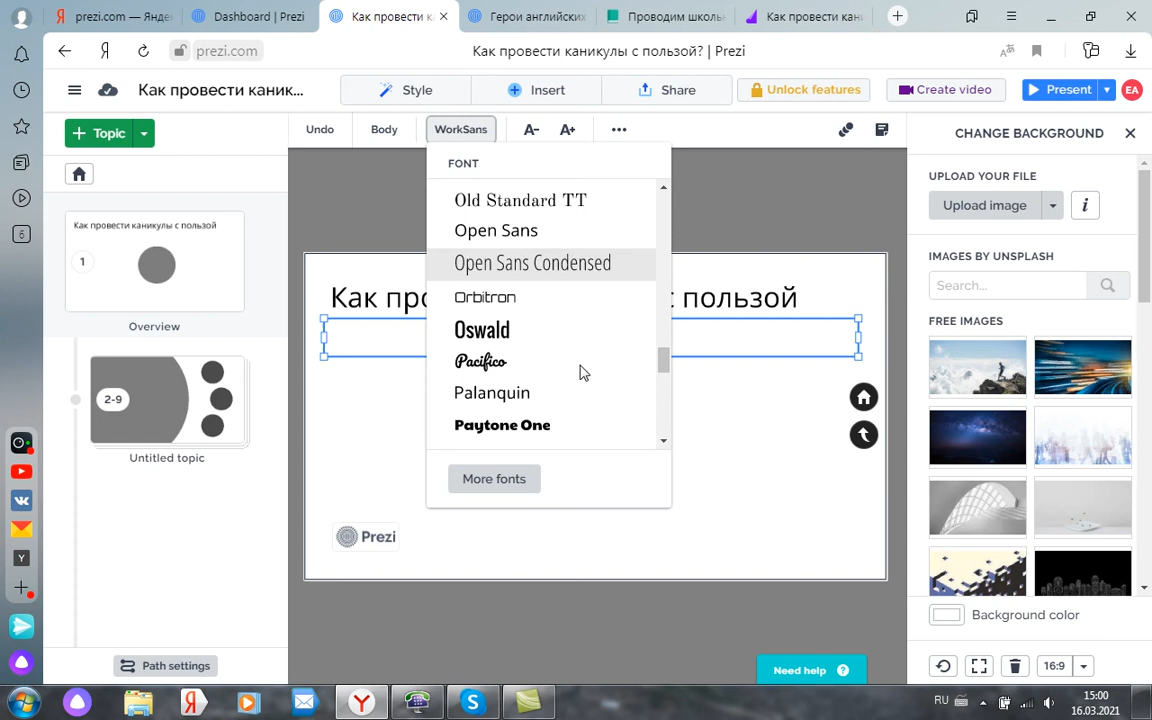 prezi.com — Янде
Dashboard | Prezi
Как провести к
Герои английских
Проводим школь
Как провести кани
prezi.com
Как провести каникулы с пользой? | Prezi
Как провести каник...
Style
Insert
Share
Unlock features
Create video
Present
EA
Topic
Undo
Body
WorkSans
A-
A+
CHANGE BACKGROUND
FONT
Old Standard TT
Open Sans
Open Sans Condensed
Orbitron
Oswald
Pacifico
Palanquin
Paytone One
More fonts
Как провести каникулы с пользой
1
Overview
2-9
Untitled topic
Path settings
Как про
с пользой
Prezi
UPLOAD YOUR FILE
Upload image
i
IMAGES BY UNSPLASH
Search...
FREE IMAGES
Background color
16:9
Need help ?
6
Y
RU
15:00
16.03.2021